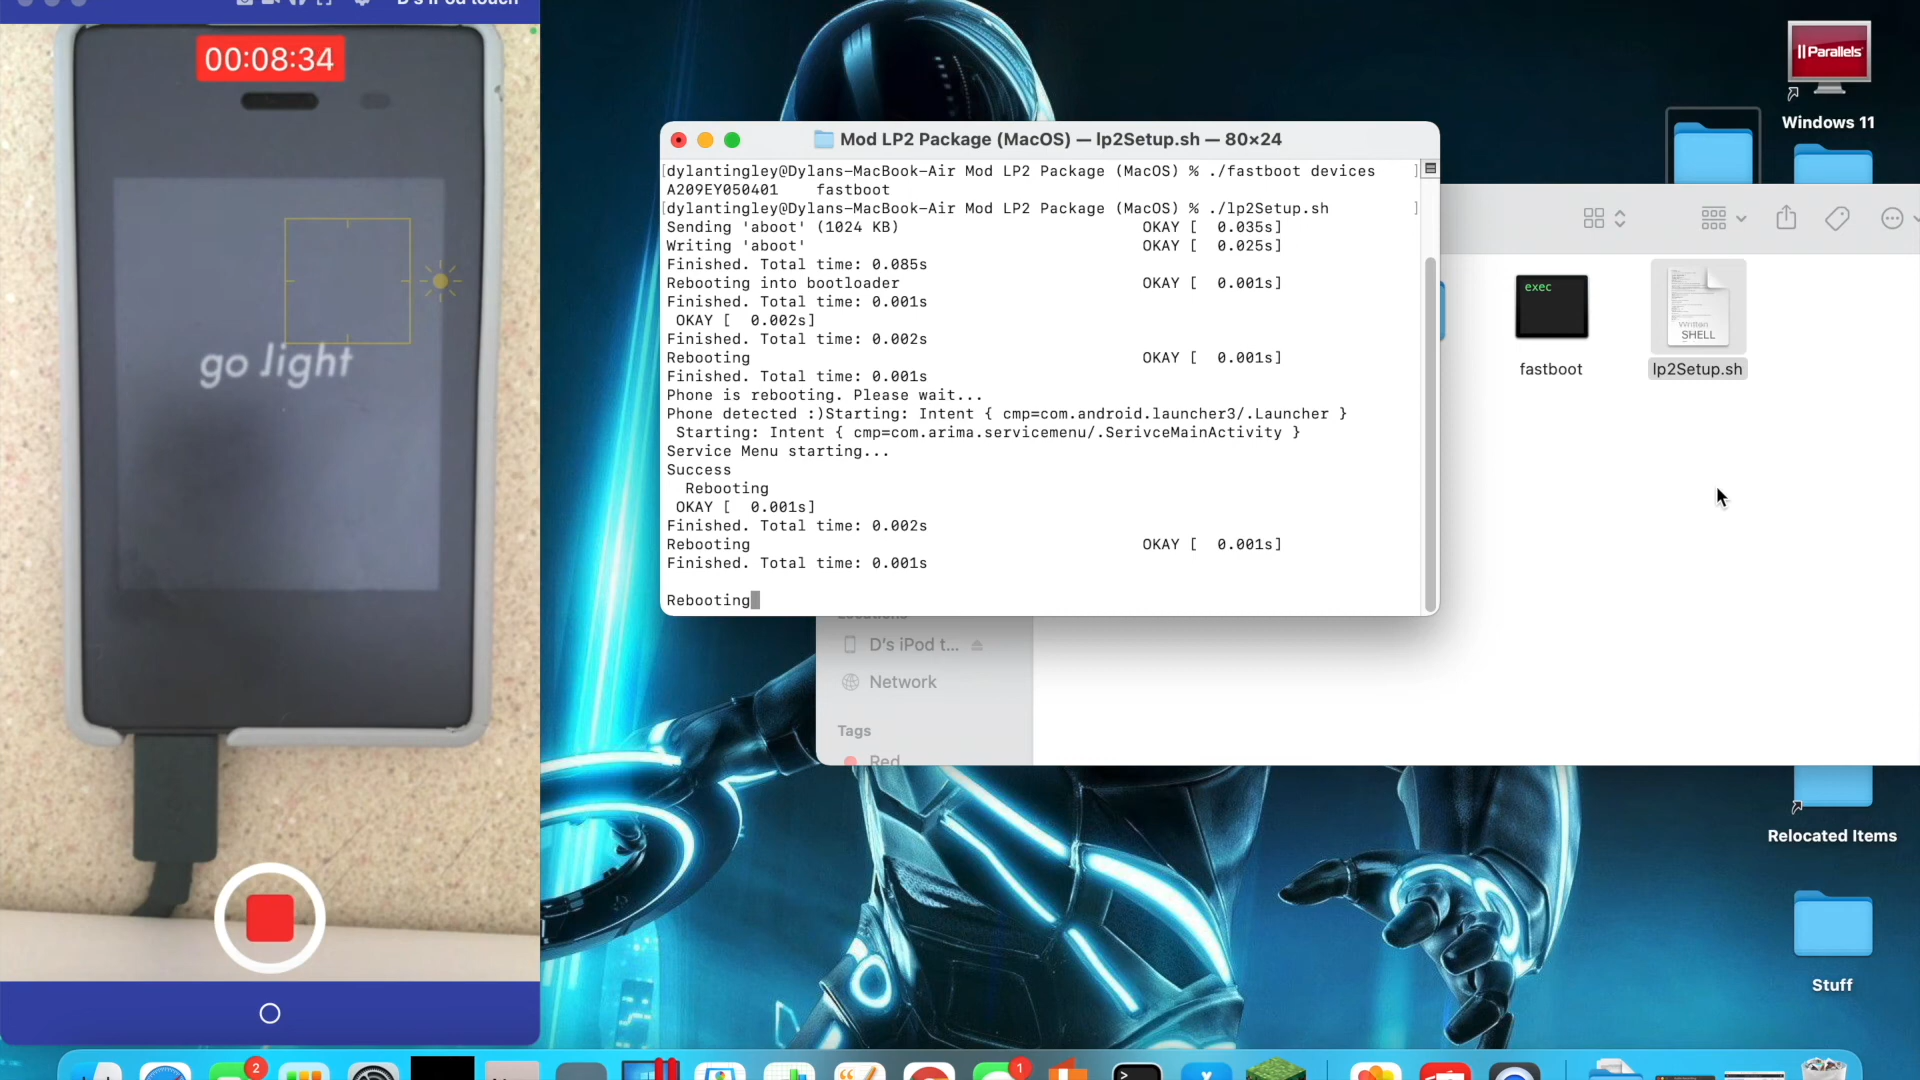 D's iPod touch
00:08:34
go light
Parallels
Windows 11
Mod LP2 Package (MacOS) — lp2Setup.sh — 80×24
[dylantingley@Dylans-MacBook-Air Mod LP2 Package (MacOS) % ./fastboot devices ]
A209EY050401    fastboot
[dylantingley@Dylans-MacBook-Air Mod LP2 Package (MacOS) % ./lp2Setup.sh ]
Sending 'aboot' (1024 KB)                          OKAY [  0.035s]
Writing 'aboot'                                    OKAY [  0.025s]
Finished. Total time: 0.085s
Rebooting into bootloader                          OKAY [  0.001s]
Finished. Total time: 0.001s
 OKAY [  0.002s]
Finished. Total time: 0.002s
Rebooting                                          OKAY [  0.001s]
Finished. Total time: 0.001s
Phone is rebooting. Please wait...
Phone detected :)Starting: Intent { cmp=com.android.launcher3/.Launcher }
 Starting: Intent { cmp=com.arima.servicemenu/.SerivceMainActivity }
Service Menu starting...
Success
  Rebooting
 OKAY [  0.001s]
Finished. Total time: 0.002s
Rebooting                                          OKAY [  0.001s]
Finished. Total time: 0.001s
Rebooting
exec
fastboot
Written
SHELL
lp2Setup.sh
Locations
D's iPod t...
Network
Tags
Red
Relocated Items
Stuff
2
1